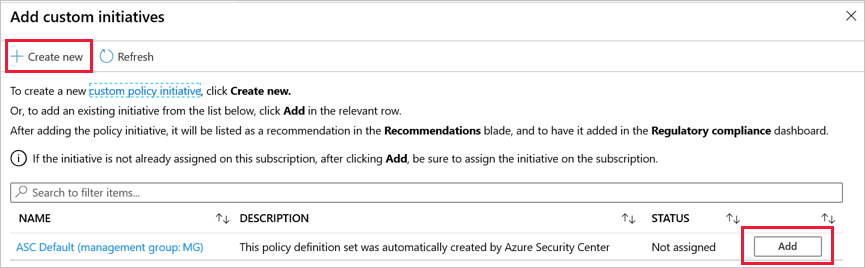 Add custom initiatives
Create new Refresh
To create a new custom policy initiative, click Create new.
Or, to add an existing initiative from the list below, click Add in the relevant row.
After adding the policy initiative, it will be listed as a recommendation in the Recommendations blade, and to have it added in the Regulatory compliance dashboard.
If the initiative is not already assigned on this subscription, after clicking Add, be sure to assign the initiative on the subscription.
Search to filter items...
NAME DESCRIPTION STATUS
ASC Default (management group: MG) This policy definition set was automatically created by Azure Security Center Not assigned Add